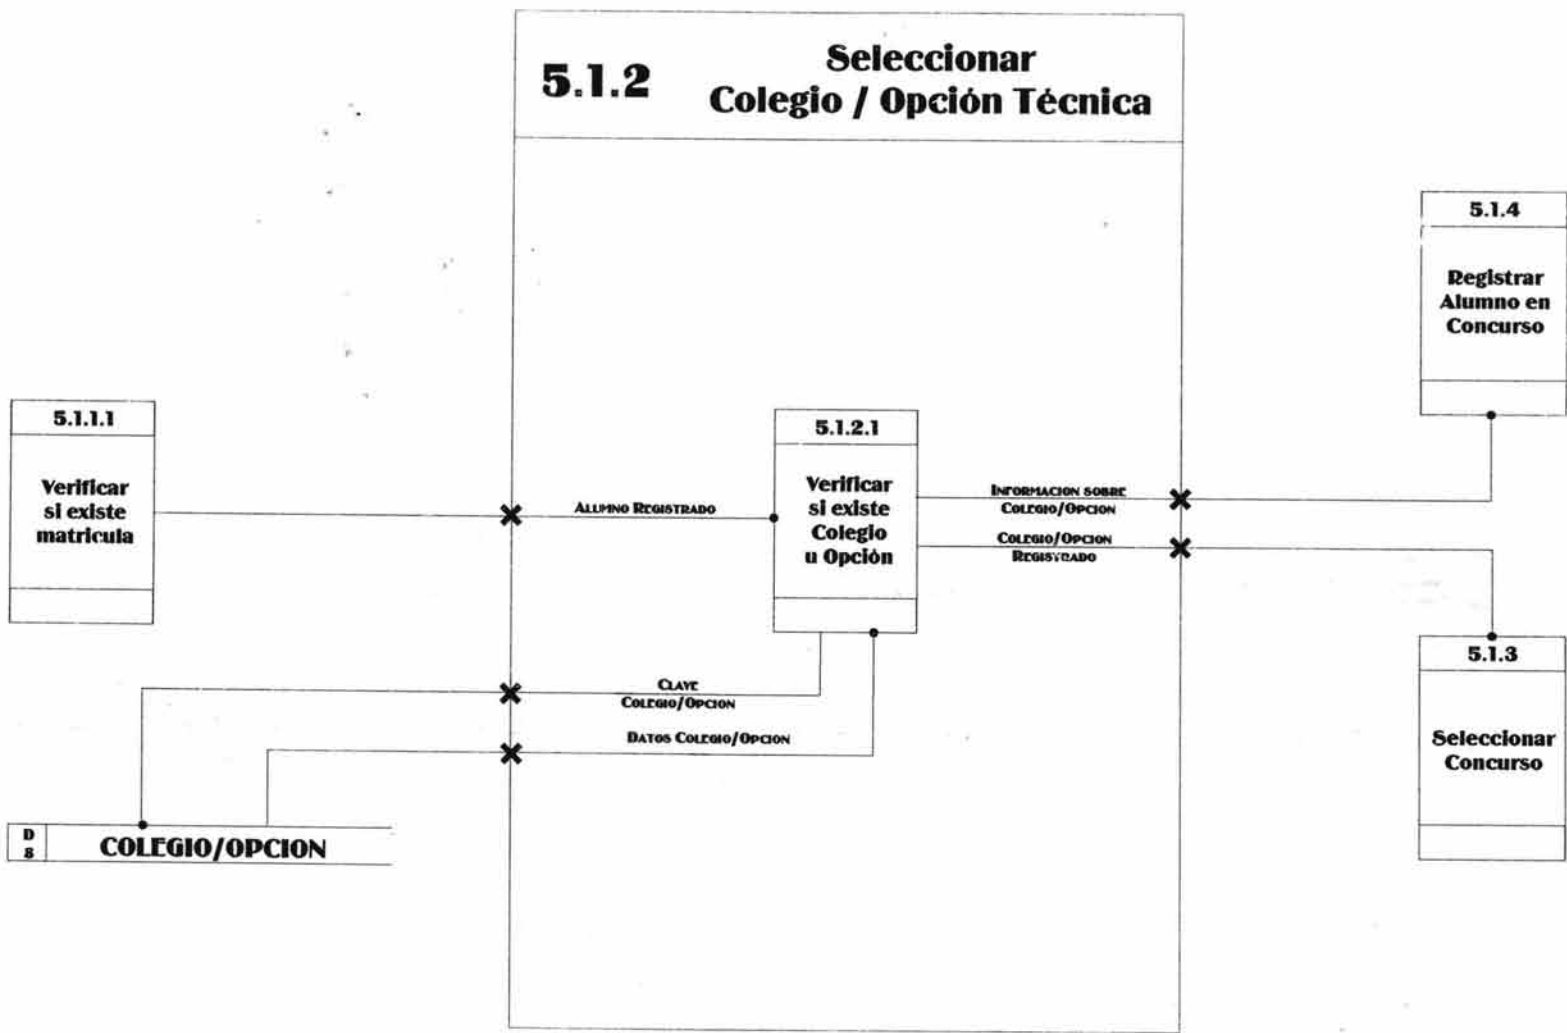 5.1.2
Seleccionar
Colegio / Opción Técnica
5.1.4
Registrar
Alumno en
Concurso
5.1.1.1
Verificar
si existe
matricula
5.1.2.1
Verificar
si existe
Colegio
u Opción
ALUMNO REGISTRADO
INFORMACION SOBRE
COLEGIO/OPCION
COLEGIO/OPCION
REGISTRADO
5.1.3
Seleccionar
Concurso
CLAVE
COLEGIO/OPCION
DATOS COLEGIO/OPCION
D
8
COLEGIO/OPCION